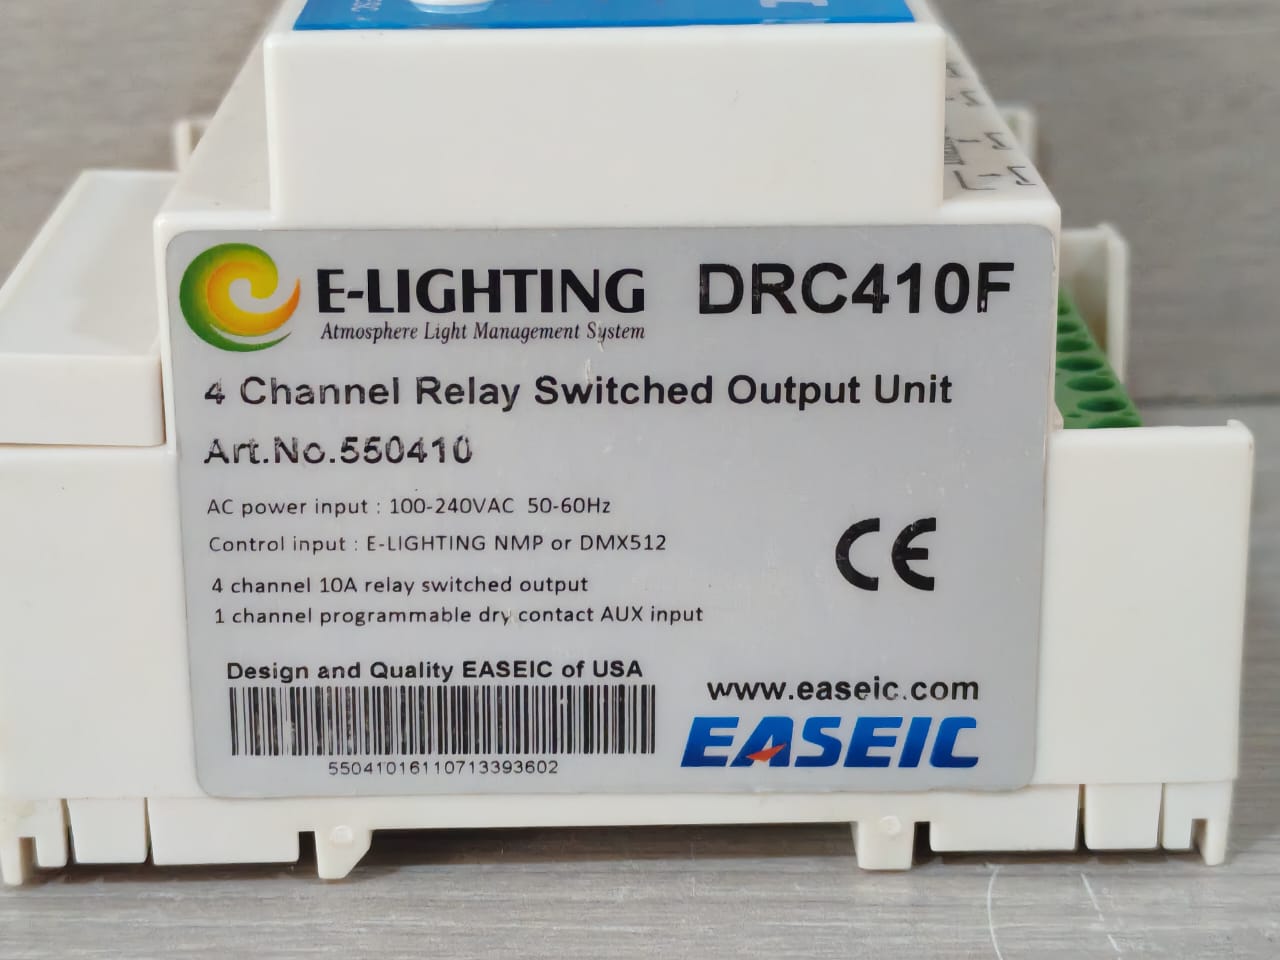 E-LIGHTING
Atmosphere Light Management System
DRC410F
4 Channel Relay Switched Output Unit
Art.No.550410
AC power input : 100-240VAC 50-60Hz
Control input : E-LIGHTING NMP or DMX512
4 channel 10A relay switched output
1 channel programmable dry contact AUX input
CE
Design and Quality EASEIC of USA
55041016110713393602
www.easeic.com
EASEIC